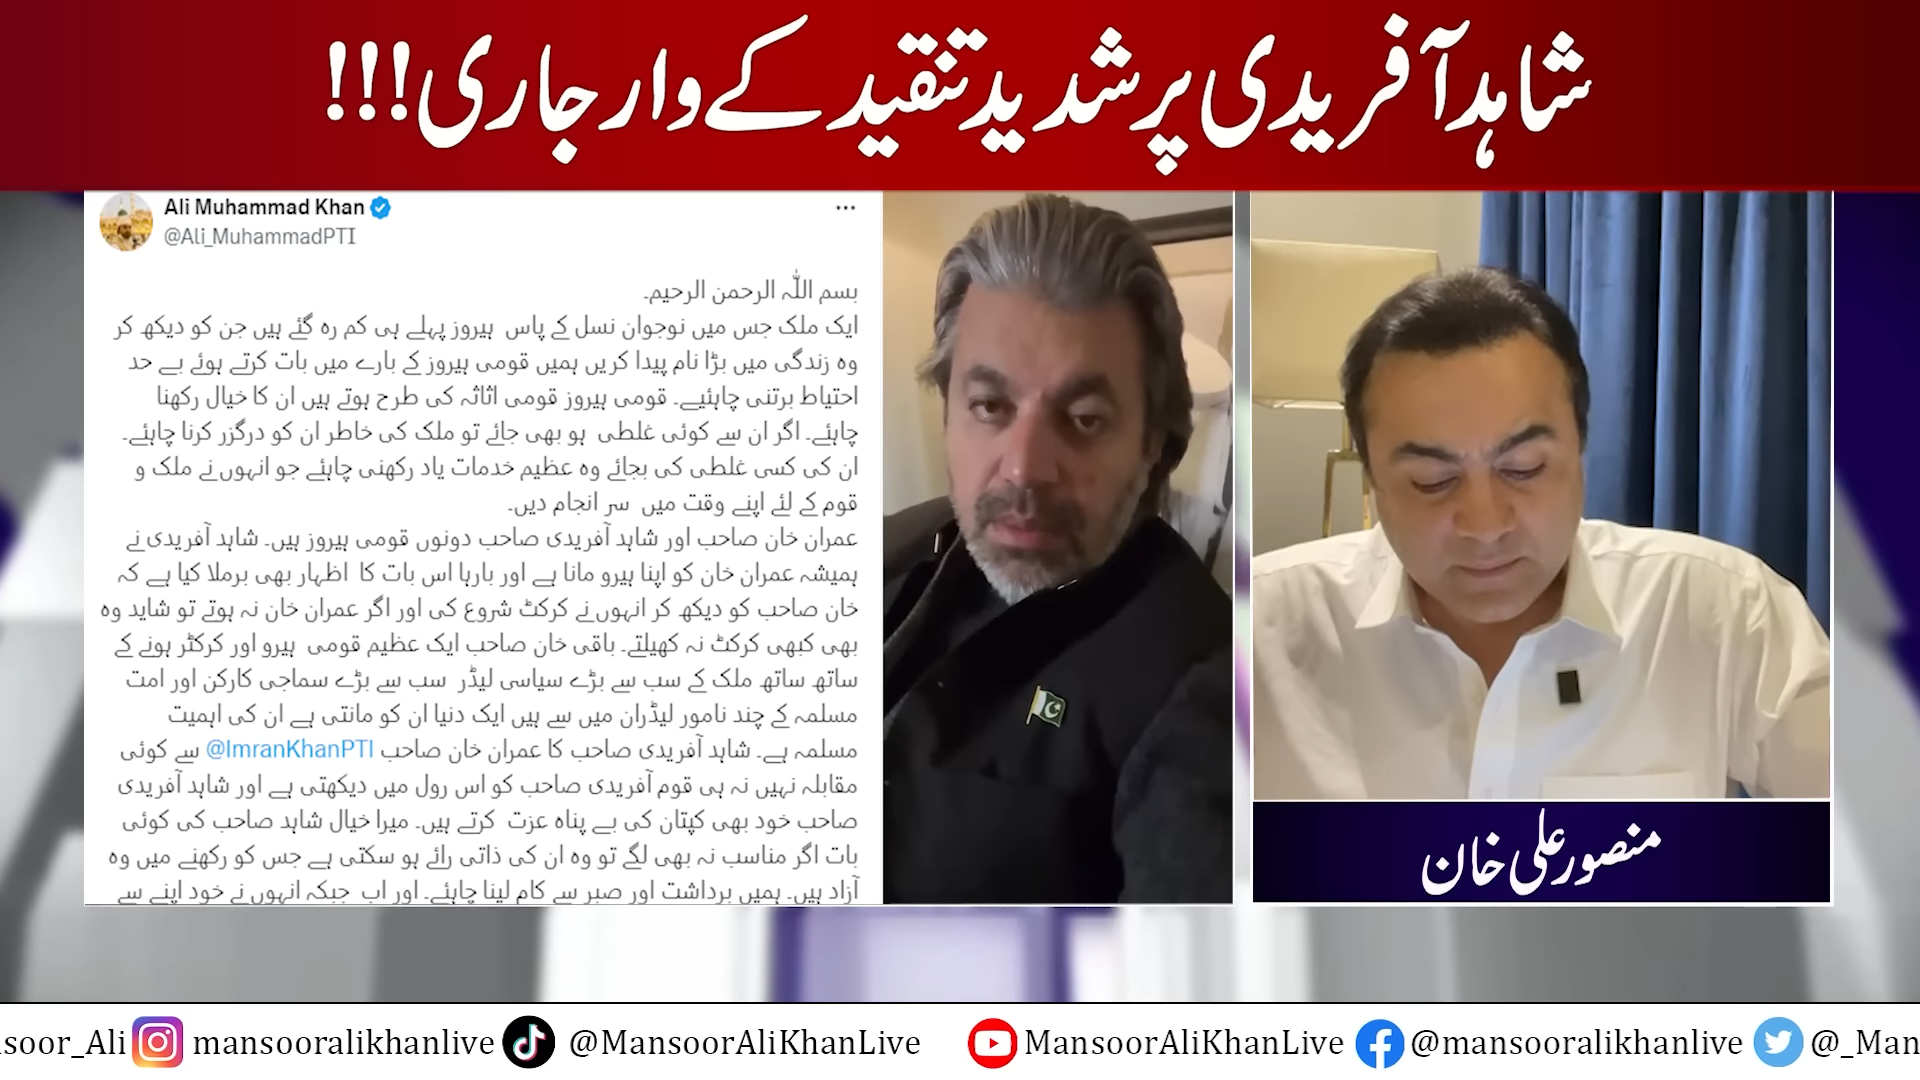 شاہد آفریدی پر شدید تنقید کے وار جاری!!!
Ali Muhammad Khan
@Ali_MuhammadPTI
بسم اللّٰہ الرحمن الرحیم۔
ایک ملک جس میں نوجوان نسل کے پاس ہیروز پہلے ہی کم رہ گئے ہیں جن کو دیکھ کر
وہ زندگی میں بڑا نام پیدا کریں ہمیں قومی ہیروز کے بارے میں بات کرتے ہوئے بے حد
احتیاط برتنی چاہئیے۔ قومی ہیروز قومی اثاثہ کی طرح ہوتے ہیں ان کا خیال رکھنا
چاہئے۔ اگر ان سے کوئی غلطی ہو بھی جائے تو ملک کی خاطر ان کو درگزر کرنا چاہئے۔
ان کی کسی غلطی کی بجائے وہ عظیم خدمات یاد رکھنی چاہئے جو انہوں نے ملک و
قوم کے لئے اپنے وقت میں سر انجام دیں۔
عمران خان صاحب اور شاہد آفریدی صاحب دونوں قومی ہیروز ہیں۔ شاہد آفریدی نے
ہمیشہ عمران خان کو اپنا ہیرو مانا ہے اور بارہا اس بات کا اظہار بھی برملا کیا ہے کہ
خان صاحب کو دیکھ کر انہوں نے کرکٹ شروع کی اور اگر عمران خان نہ ہوتے تو شاید وہ
بھی کبھی کرکٹ نہ کھیلتے۔ باقی خان صاحب ایک عظیم قومی ہیرو اور کرکٹر ہونے کے
ساتھ ساتھ ملک کے سب سے بڑے سیاسی لیڈر سب سے بڑے سماجی کارکن اور امت
مسلمہ کے چند نامور لیڈران میں سے ہیں ایک دنیا ان کو مانتی ہے ان کی اہمیت
مسلمہ ہے۔ شاہد آفریدی صاحب کا عمران خان صاحب @ImranKhanPTI سے کوئی
مقابلہ نہیں نہ ہی قوم آفریدی صاحب کو اس رول میں دیکھتی ہے اور شاہد آفریدی
صاحب خود بھی کپتان کی بے پناہ عزت کرتے ہیں۔ میرا خیال شاہد صاحب کی کوئی
بات اگر مناسب نہ بھی لگے تو وہ ان کی ذاتی رائے ہو سکتی ہے جس کو رکھنے میں وہ
آزاد ہیں۔ ہمیں برداشت اور صبر سے کام لینا چاہئے۔ اور اب جبکہ انہوں نے خود اپنے سے
منصور علی خان
soor_Ali mansooralikhanlive @MansoorAliKhanLive MansoorAliKhanLive @mansooralikhanlive @_Man